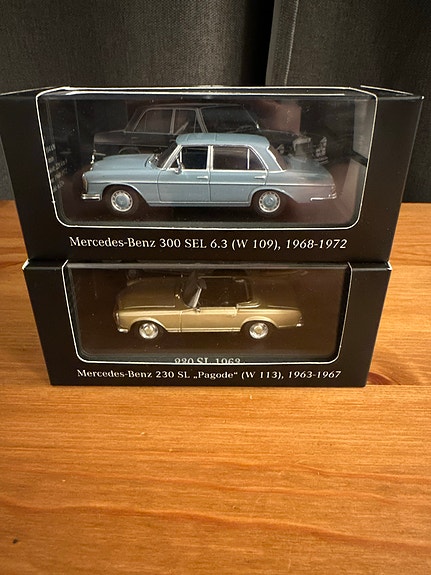 Mercedes-Benz 300 SEL 6.3 (W 109), 1968-1972
230 SL 1963
Mercedes-Benz 230 SL „Pagode“ (W 113), 1963-1967